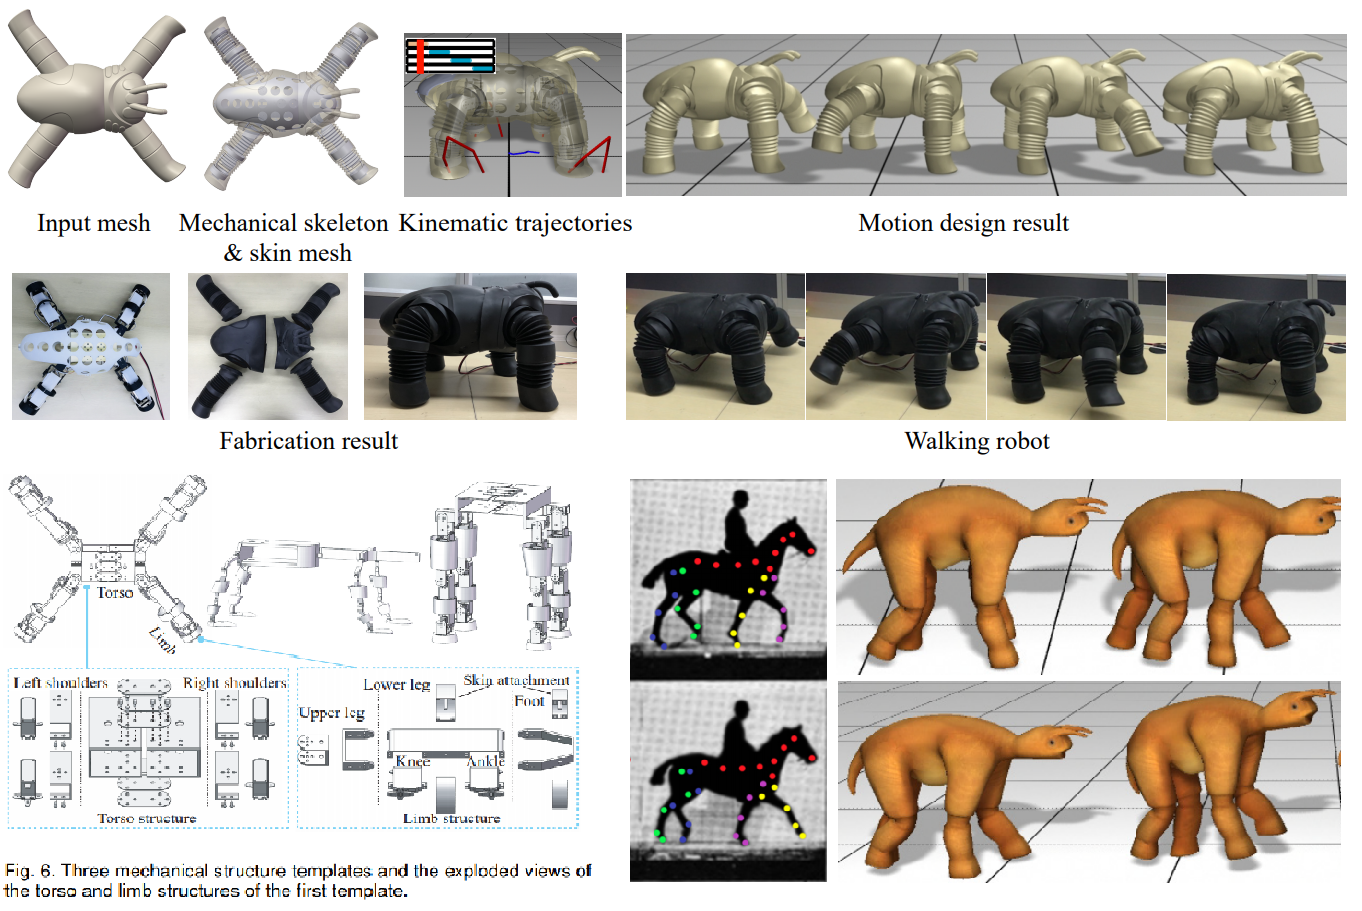 Input mesh
Mechanical skeleton
& skin mesh
Kinematic trajectories
Motion design result
Fabrication result
Walking robot
Torso
Limb
Left shoulders
Right shoulders
Torso structure
Lower leg
Skin attachment
Foot
Upper leg
Knee
Ankle
Limb structure
Fig. 6. Three mechanical structure templates and the exploded views of
the torso and limb structures of the first template.